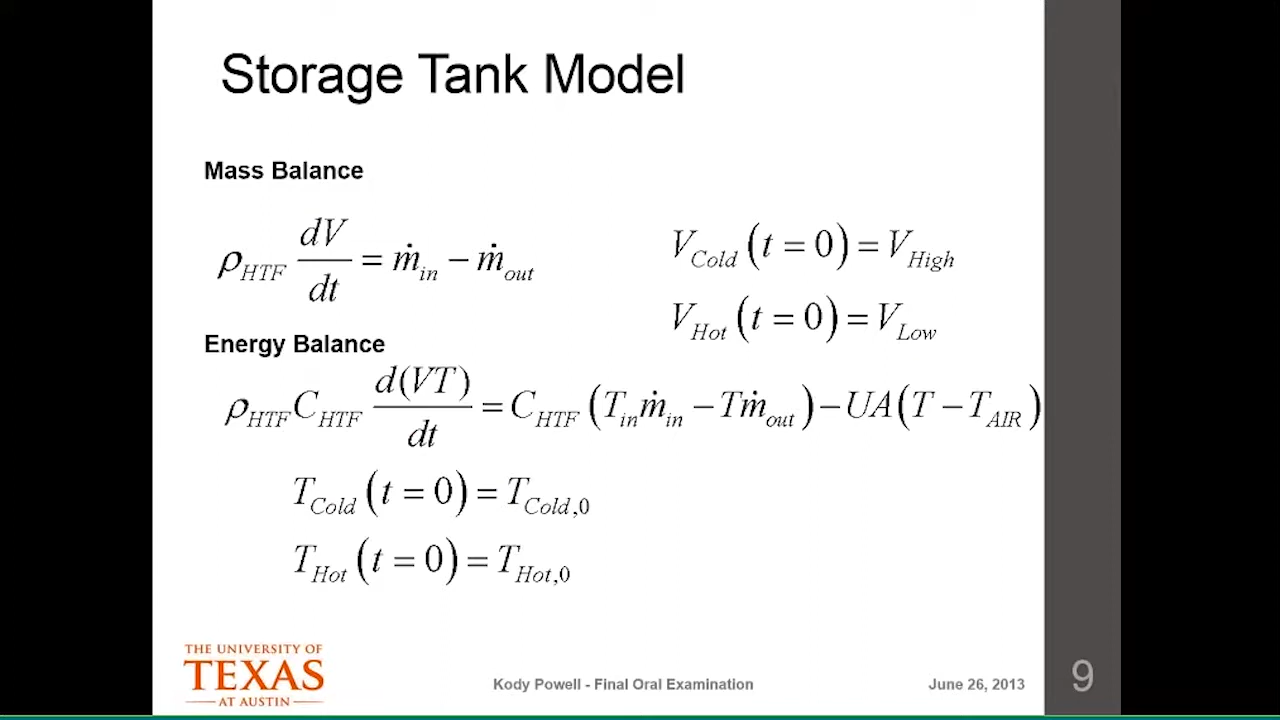 Storage Tank Model
Mass Balance
ρ_HTF dV/dt = ṁ_in − ṁ_out
V_Cold (t = 0) = V_High
V_Hot (t = 0) = V_Low
Energy Balance
ρ_HTF C_HTF d(VT)/dt = C_HTF (T_in ṁ_in − Tṁ_out) − UA(T − T_AIR)
T_Cold (t = 0) = T_Cold,0
T_Hot (t = 0) = T_Hot,0
THE UNIVERSITY OF
TEXAS
AT AUSTIN
Kody Powell - Final Oral Examination
June 26, 2013
9